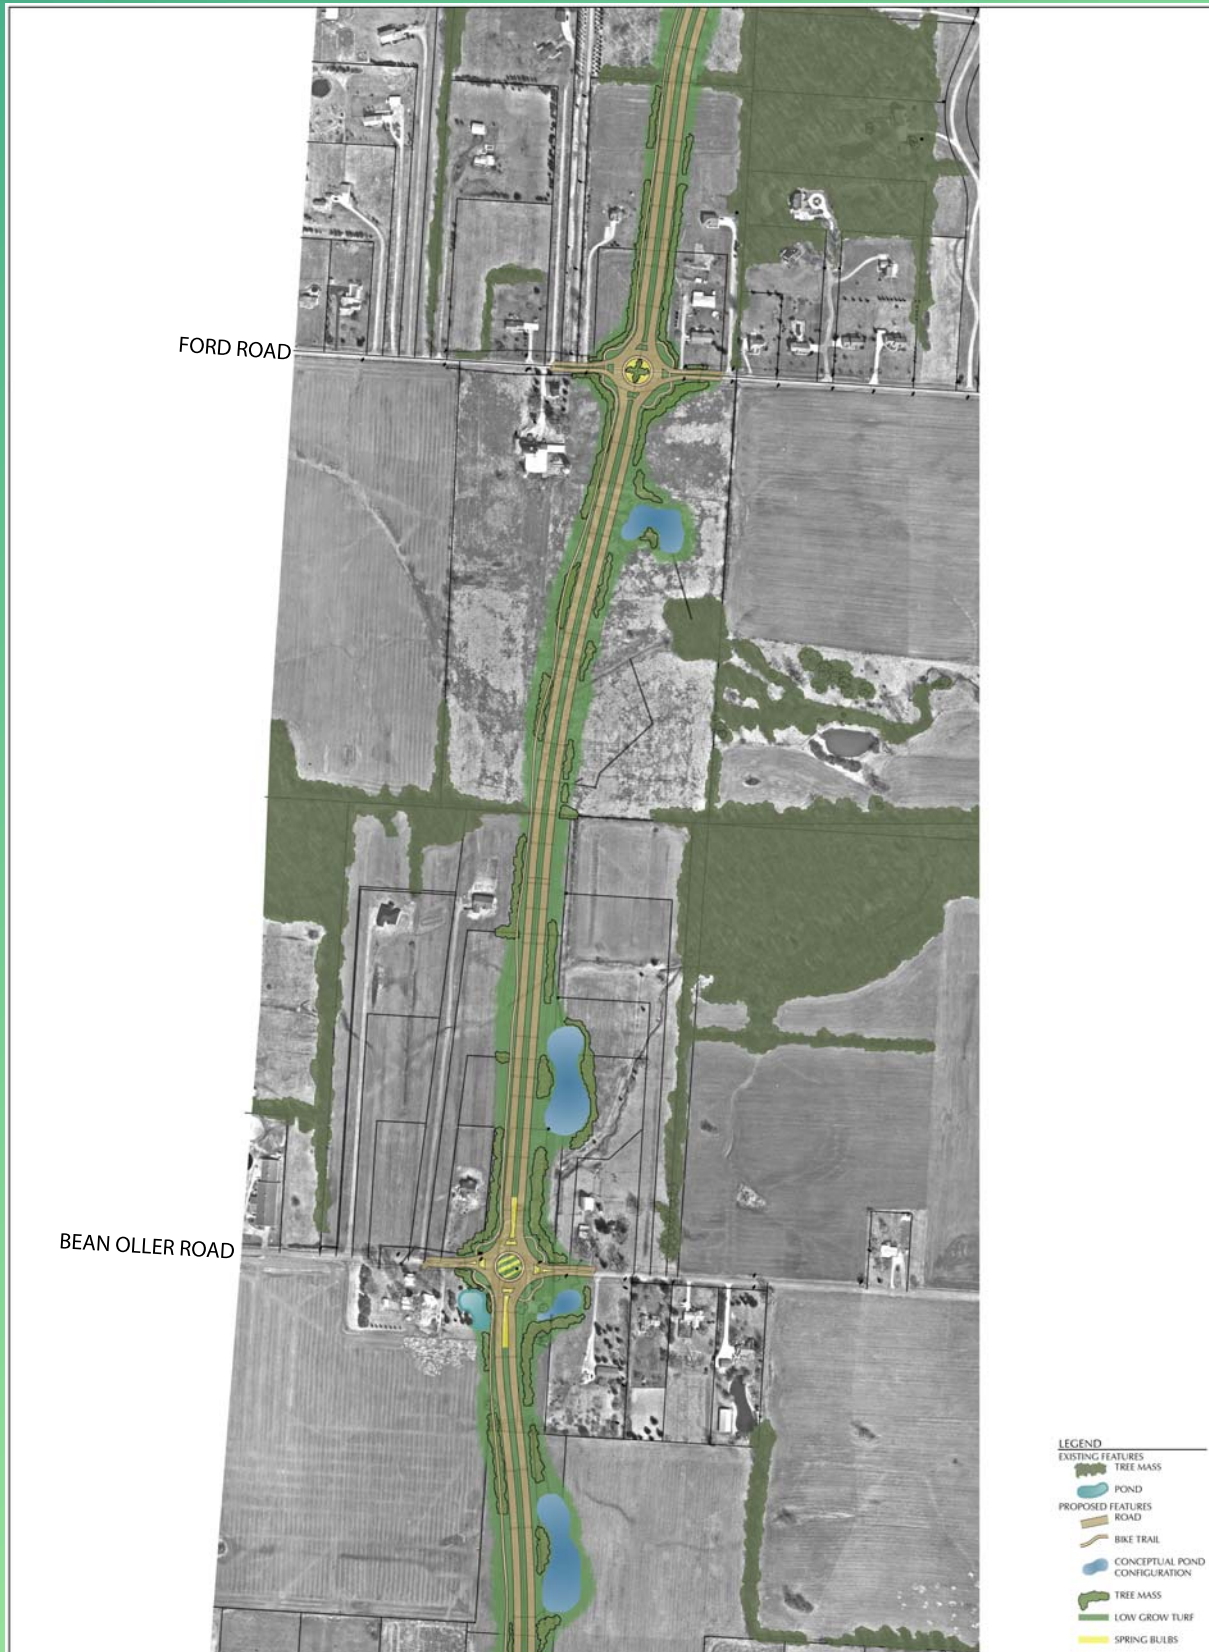 FORD ROAD
BEAN OLLER ROAD
LEGEND
EXISTING FEATURES
TREE MASS
POND
PROPOSED FEATURES
ROAD
BIKE TRAIL
CONCEPTUAL POND
CONFIGURATION
TREE MASS
LOW GROW TURF
SPRING BULBS